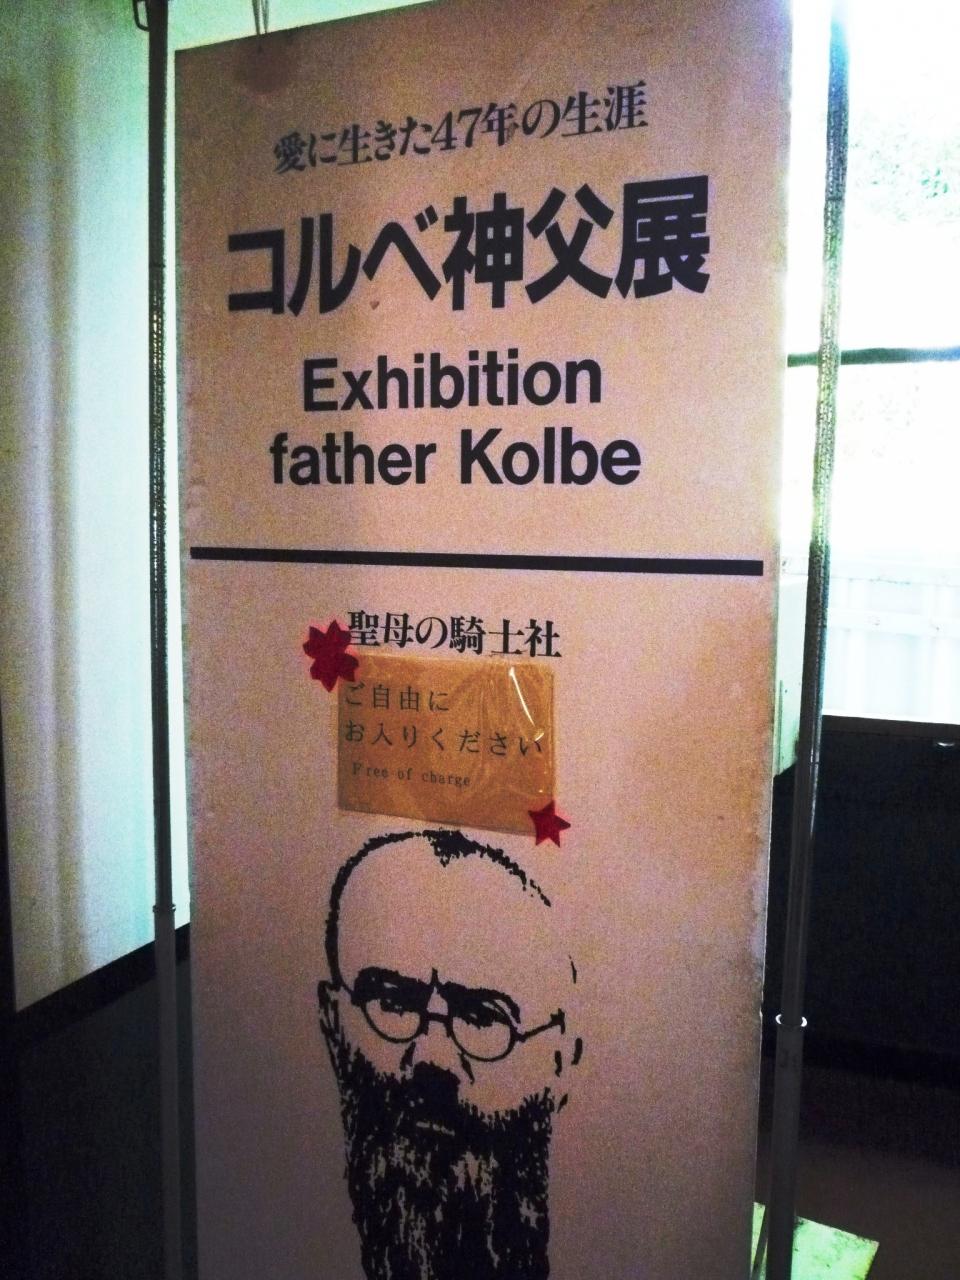 愛に生きた47年の生涯
コルベ神父展
Exhibition
father Kolbe
聖母の騎士社
ご自由に
お入りください
Free of charge